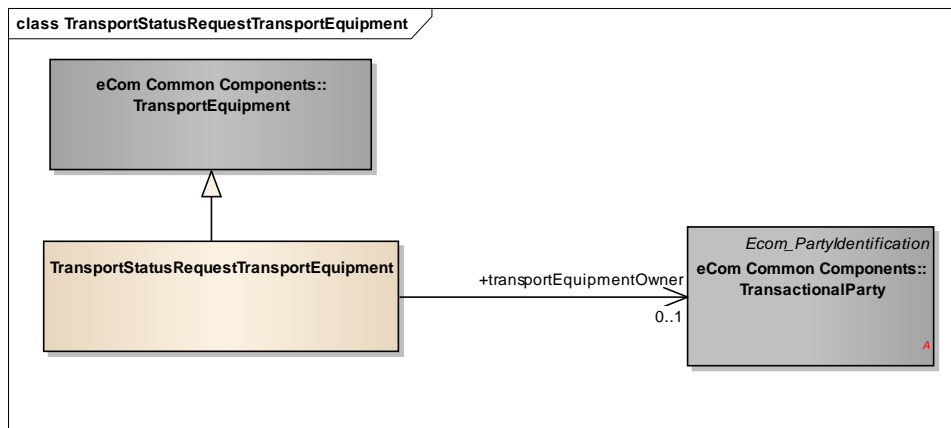 class TransportStatusRequestTransportEquipment
eCom Common Components::
TransportEquipment
TransportStatusRequestTransportEquipment
+transportEquipmentOwner
0..1
Ecom_PartyIdentification
eCom Common Components::
TransactionalParty
A